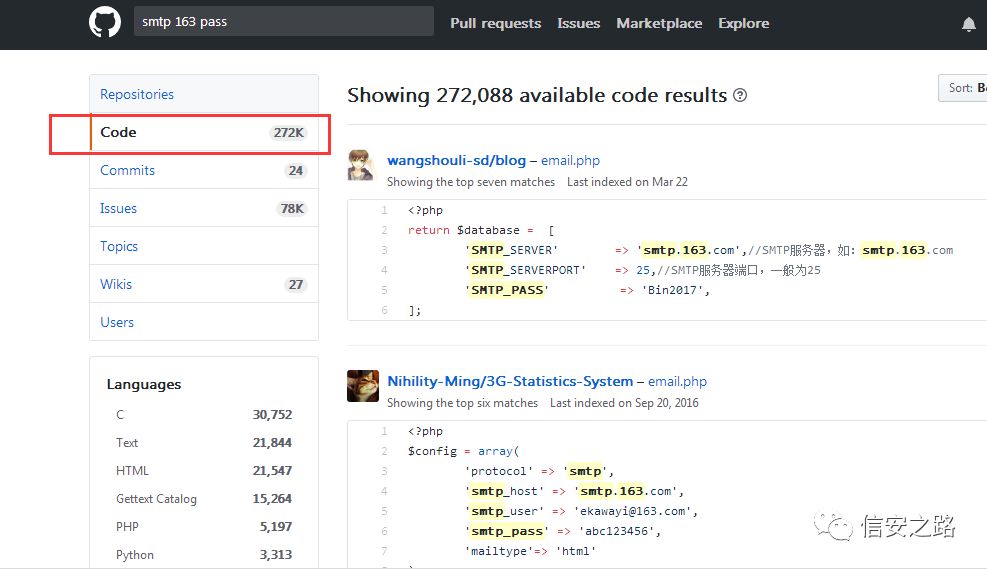 smtp 163 pass
Pull requests Issues Marketplace Explore
Repositories
Code 272K
Commits 24
Issues 78K
Topics
Wikis 27
Users
Languages
C 30,752
Text 21,844
HTML 21,547
Gettext Catalog 15,264
PHP 5,197
Python 3,313
Showing 272,088 available code results
Sort:
wangshouli-sd/blog – email.php
Showing the top seven matches Last indexed on Mar 22
1 <?php
2 return $database = [
3 'SMTP_SERVER' => 'smtp.163.com',//SMTP服务器，如：smtp.163.com
4 'SMTP_SERVERPORT' => 25,//SMTP服务器端口，一般为25
5 'SMTP_PASS' => 'Bin2017',
6 ];
Nihility-Ming/3G-Statistics-System – email.php
Showing the top six matches Last indexed on Sep 20, 2016
1 <?php
2 $config = array(
3 'protocol' => 'smtp',
4 'smtp_host' => 'smtp.163.com',
5 'smtp_user' => 'ekawayi@163.com',
6 'smtp_pass' => 'abc123456',
7 'mailtype'=> 'html'
信安之路